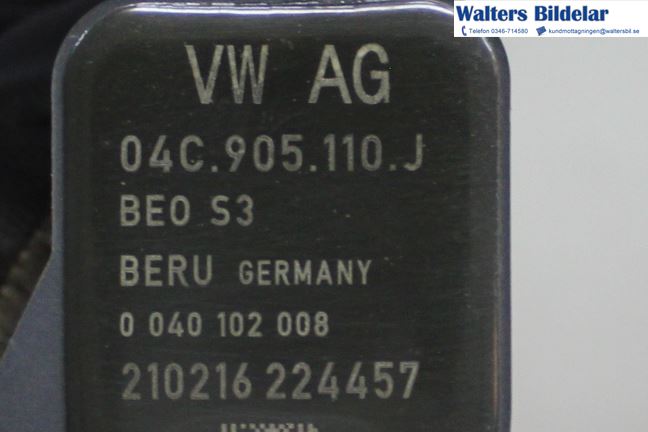 Walters Bildelar
Telefon 0346-714580 kundmottagningen@waltersbil.se
VW AG
04C.905.110.J
BEO S3
BERU GERMANY
0 040 102 008
210216 224457